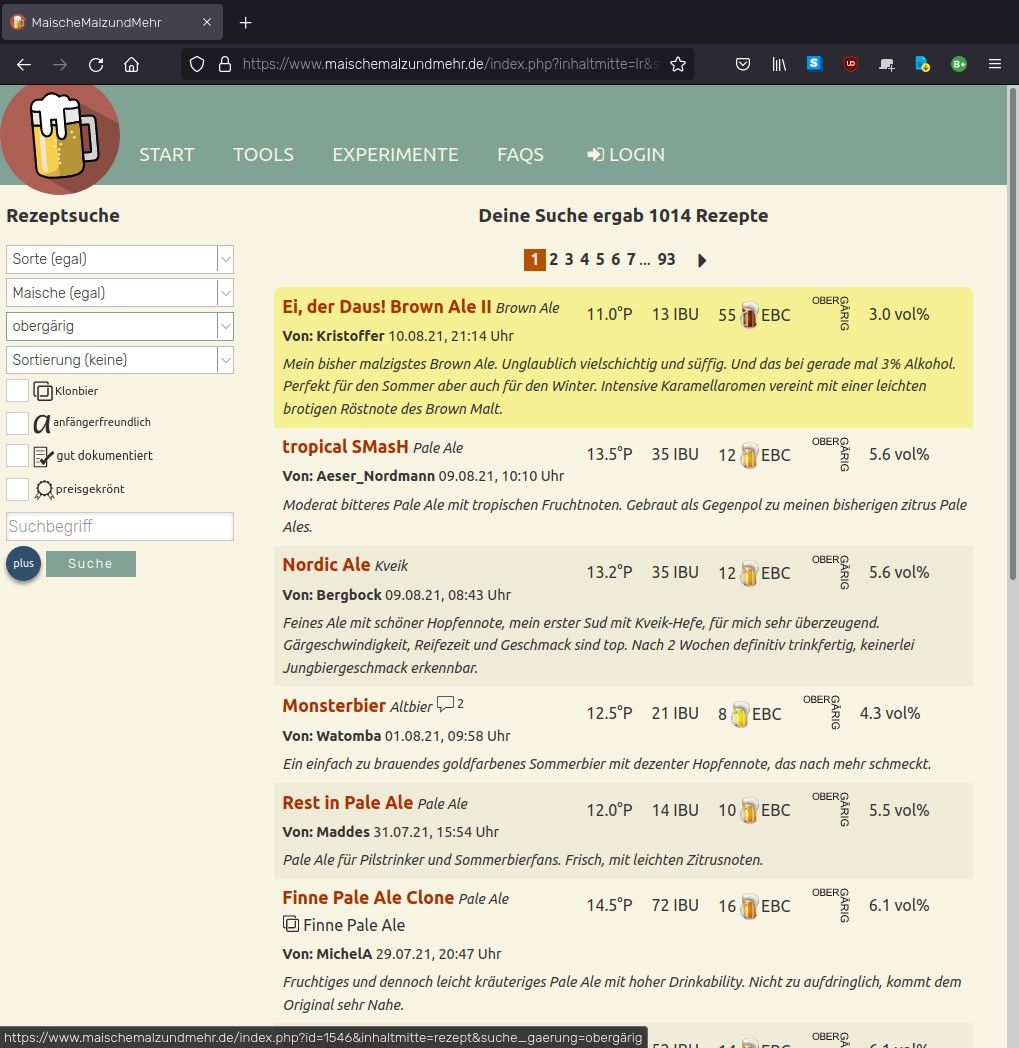 MaischeMalzundMehr
https://www.maischemalzundmehr.de/index.php?inhaltmitte=lr&s
START TOOLS EXPERIMENTE FAQS LOGIN
Rezeptsuche
Sorte (egal)
Maische (egal)
obergärig
Sortierung (keine)
Klonbier
anfängerfreundlich
gut dokumentiert
preisgekrönt
Suchbegriff
plus Suche
Deine Suche ergab 1014 Rezepte
1 2 3 4 5 6 7 ... 93
Ei, der Daus! Brown Ale II Brown Ale 11.0°P 13 IBU 55 EBC OBERGÄRIG 3.0 vol%
Von: Kristoffer 10.08.21, 21:14 Uhr
Mein bisher malzigstes Brown Ale. Unglaublich vielschichtig und süffig. Und das bei gerade mal 3% Alkohol.
Perfekt für den Sommer aber auch für den Winter. Intensive Karamellaromen vereint mit einer leichten
brotigen Röstnote des Brown Malt.
tropical SMasH Pale Ale 13.5°P 35 IBU 12 EBC OBERGÄRIG 5.6 vol%
Von: Aeser_Nordmann 09.08.21, 10:10 Uhr
Moderat bitteres Pale Ale mit tropischen Fruchtnoten. Gebraut als Gegenpol zu meinen bisherigen zitrus Pale
Ales.
Nordic Ale Kveik 13.2°P 35 IBU 12 EBC OBERGÄRIG 5.6 vol%
Von: Bergbock 09.08.21, 08:43 Uhr
Feines Ale mit schöner Hopfennote, mein erster Sud mit Kveik-Hefe, für mich sehr überzeugend.
Gärgeschwindigkeit, Reifezeit und Geschmack sind top. Nach 2 Wochen definitiv trinkfertig, keinerlei
Jungbiergeschmack erkennbar.
Monsterbier Altbier 2 12.5°P 21 IBU 8 EBC OBERGÄRIG 4.3 vol%
Von: Watomba 01.08.21, 09:58 Uhr
Ein einfach zu brauendes goldfarbenes Sommerbier mit dezenter Hopfennote, das nach mehr schmeckt.
Rest in Pale Ale Pale Ale 12.0°P 14 IBU 10 EBC OBERGÄRIG 5.5 vol%
Von: Maddes 31.07.21, 15:54 Uhr
Pale Ale für Pilstrinker und Sommerbierfans. Frisch, mit leichten Zitrusnoten.
Finne Pale Ale Clone Pale Ale 14.5°P 72 IBU 16 EBC OBERGÄRIG 6.1 vol%
Finne Pale Ale
Von: MichelA 29.07.21, 20:47 Uhr
Fruchtiges und dennoch leicht kräuteriges Pale Ale mit hoher Drinkability. Nicht zu aufdringlich, kommt dem
Original sehr Nahe.
https://www.maischemalzundmehr.de/index.php?id=1546&inhaltmitte=rezept&suche_gaerung=obergärig